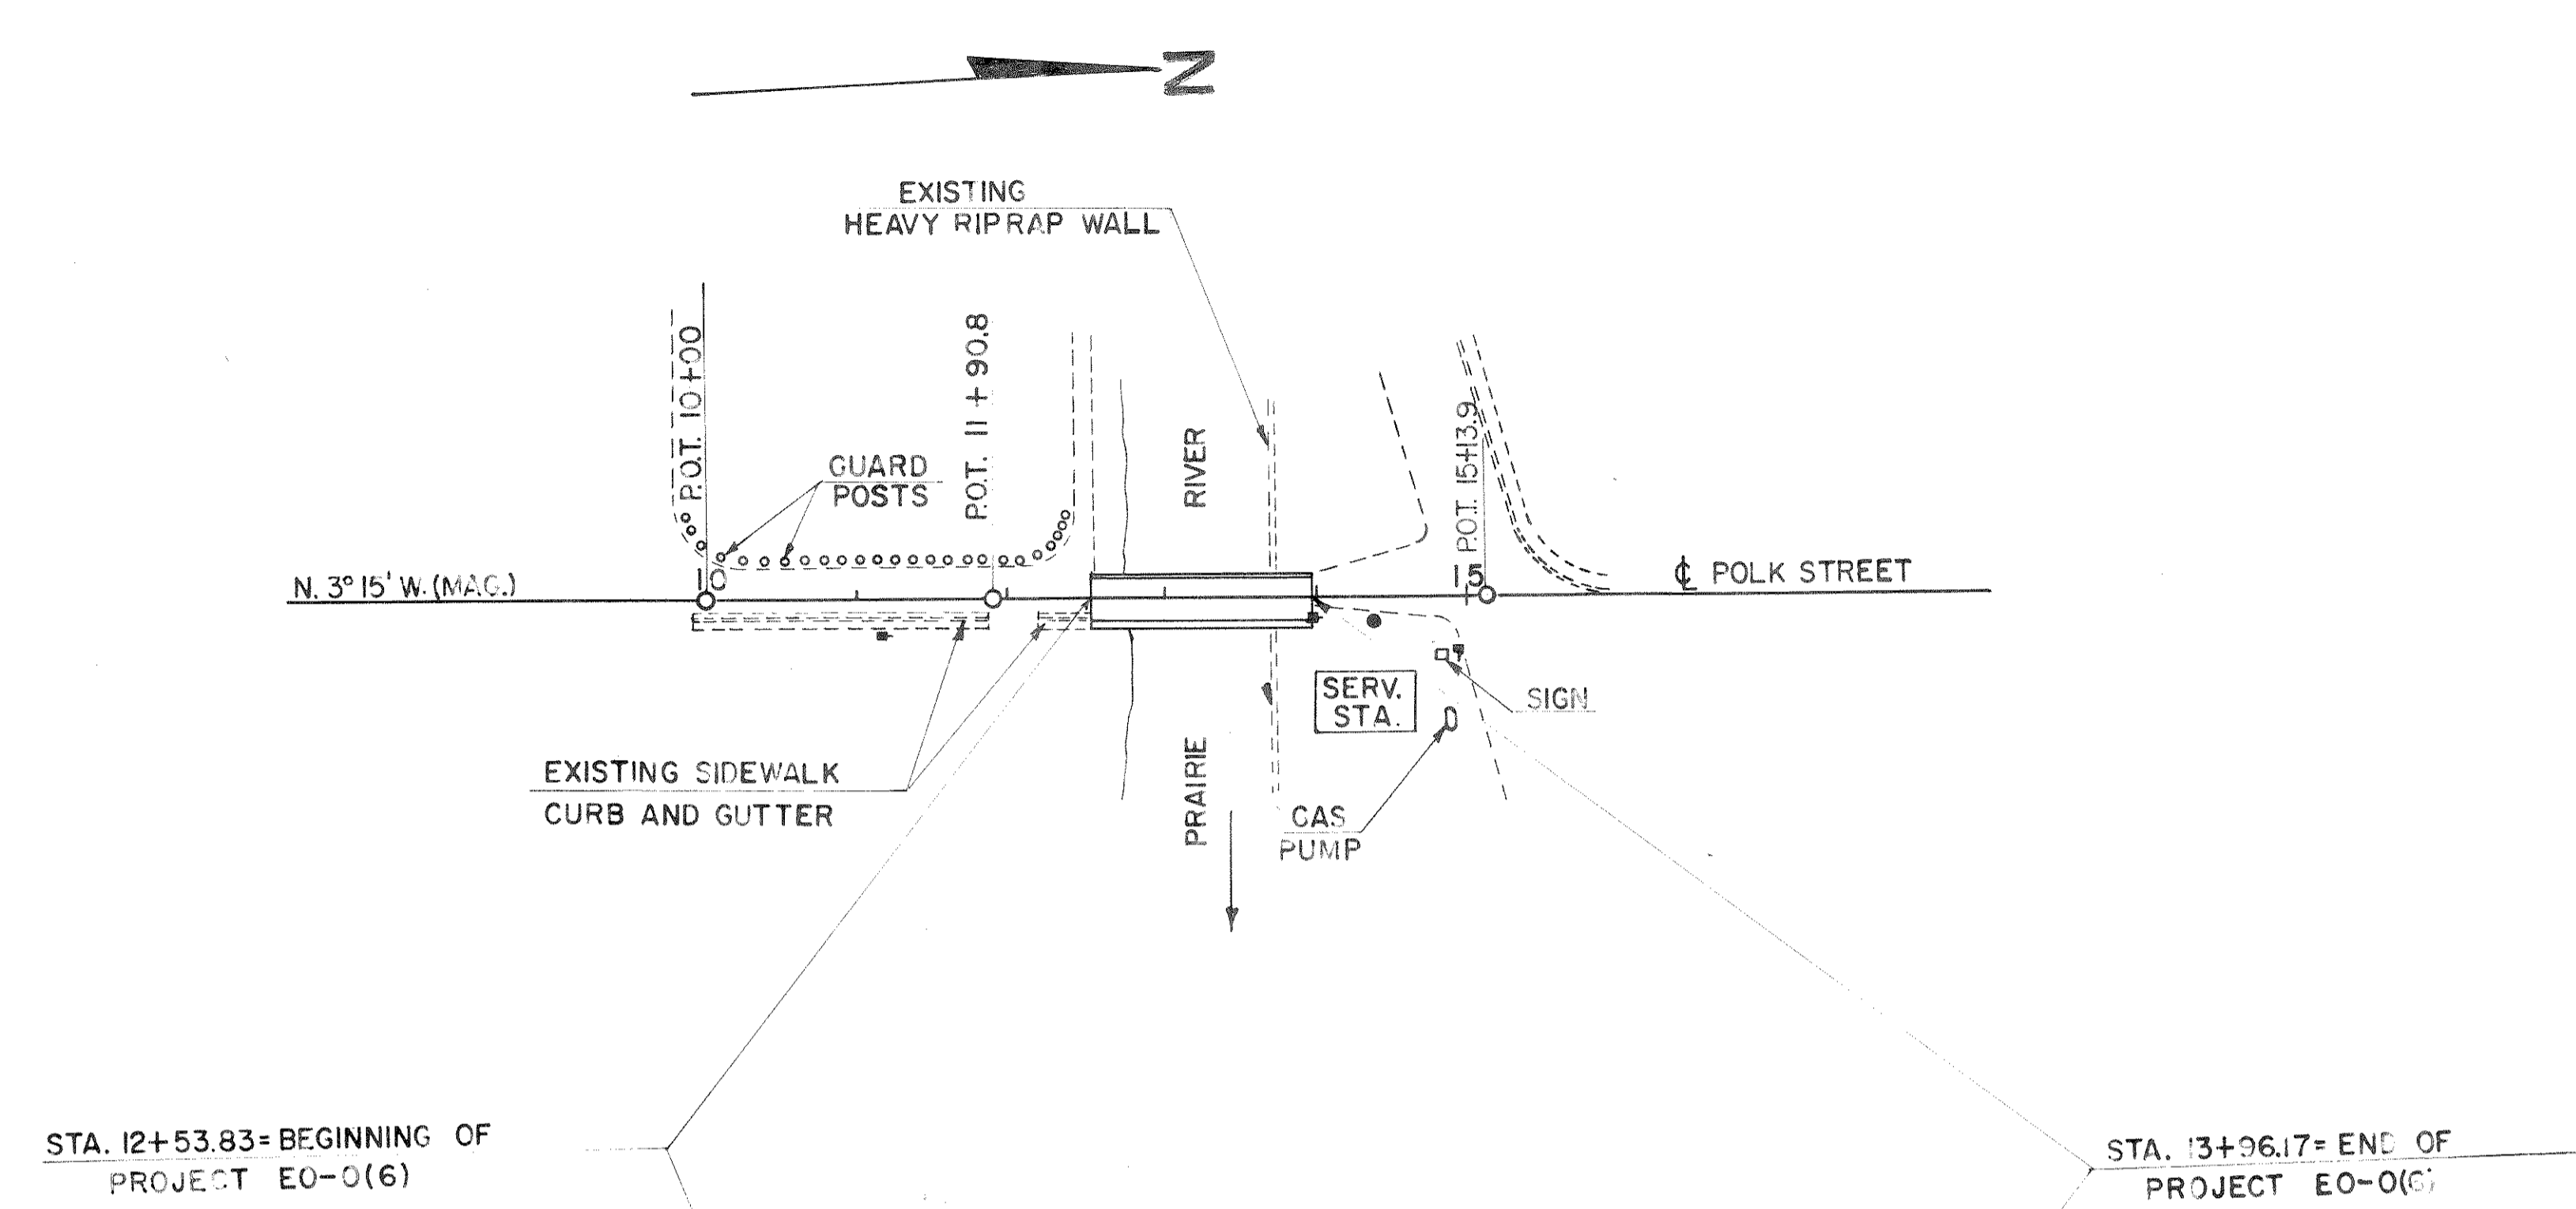 N
EXISTING
HEAVY RIPRAP WALL
P.O.T. 10+00
P.O.T. 11 + 90.8
RIVER
P.O.T. 15+13.9
GUARD
POSTS
N. 3° 15' W. (MAG.)
10
15
℄ POLK STREET
SERV.
STA.
SIGN
EXISTING SIDEWALK
CURB AND GUTTER
PRAIRIE
GAS
PUMP
STA. 12+53.83= BEGINNING OF
PROJECT EO-O(6)
STA. 13+96.17= END OF
PROJECT EO-O(6)